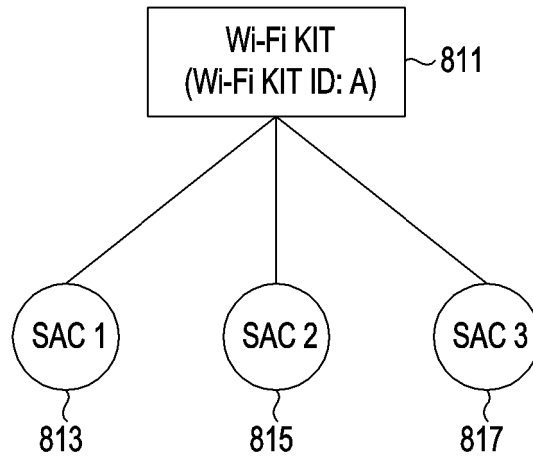 Wi-Fi KIT
(Wi-Fi KIT ID: A)
811
SAC 1
SAC 2
SAC 3
813
815
817